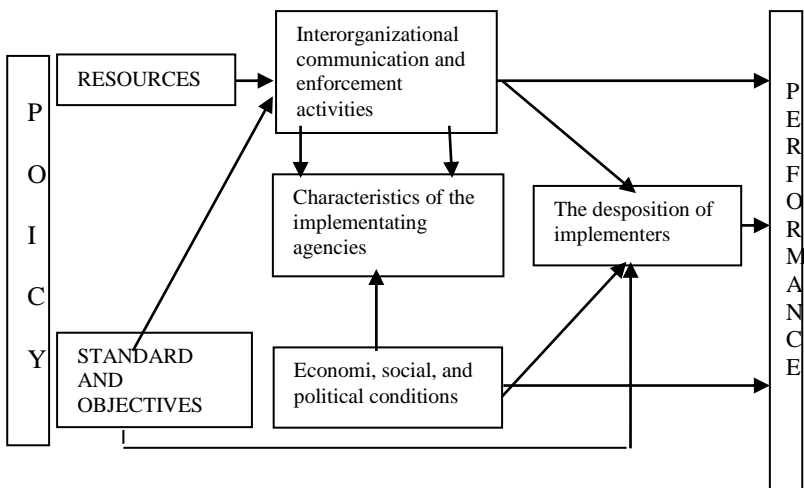 P
O
I
C
Y
RESOURCES
STANDARD
AND
OBJECTIVES
Interorganizational
communication and
enforcement
activities
Characteristics of the
implementating
agencies
Economi, social, and
political conditions
The desposition of
implementers
P
E
R
F
O
R
M
A
N
C
E